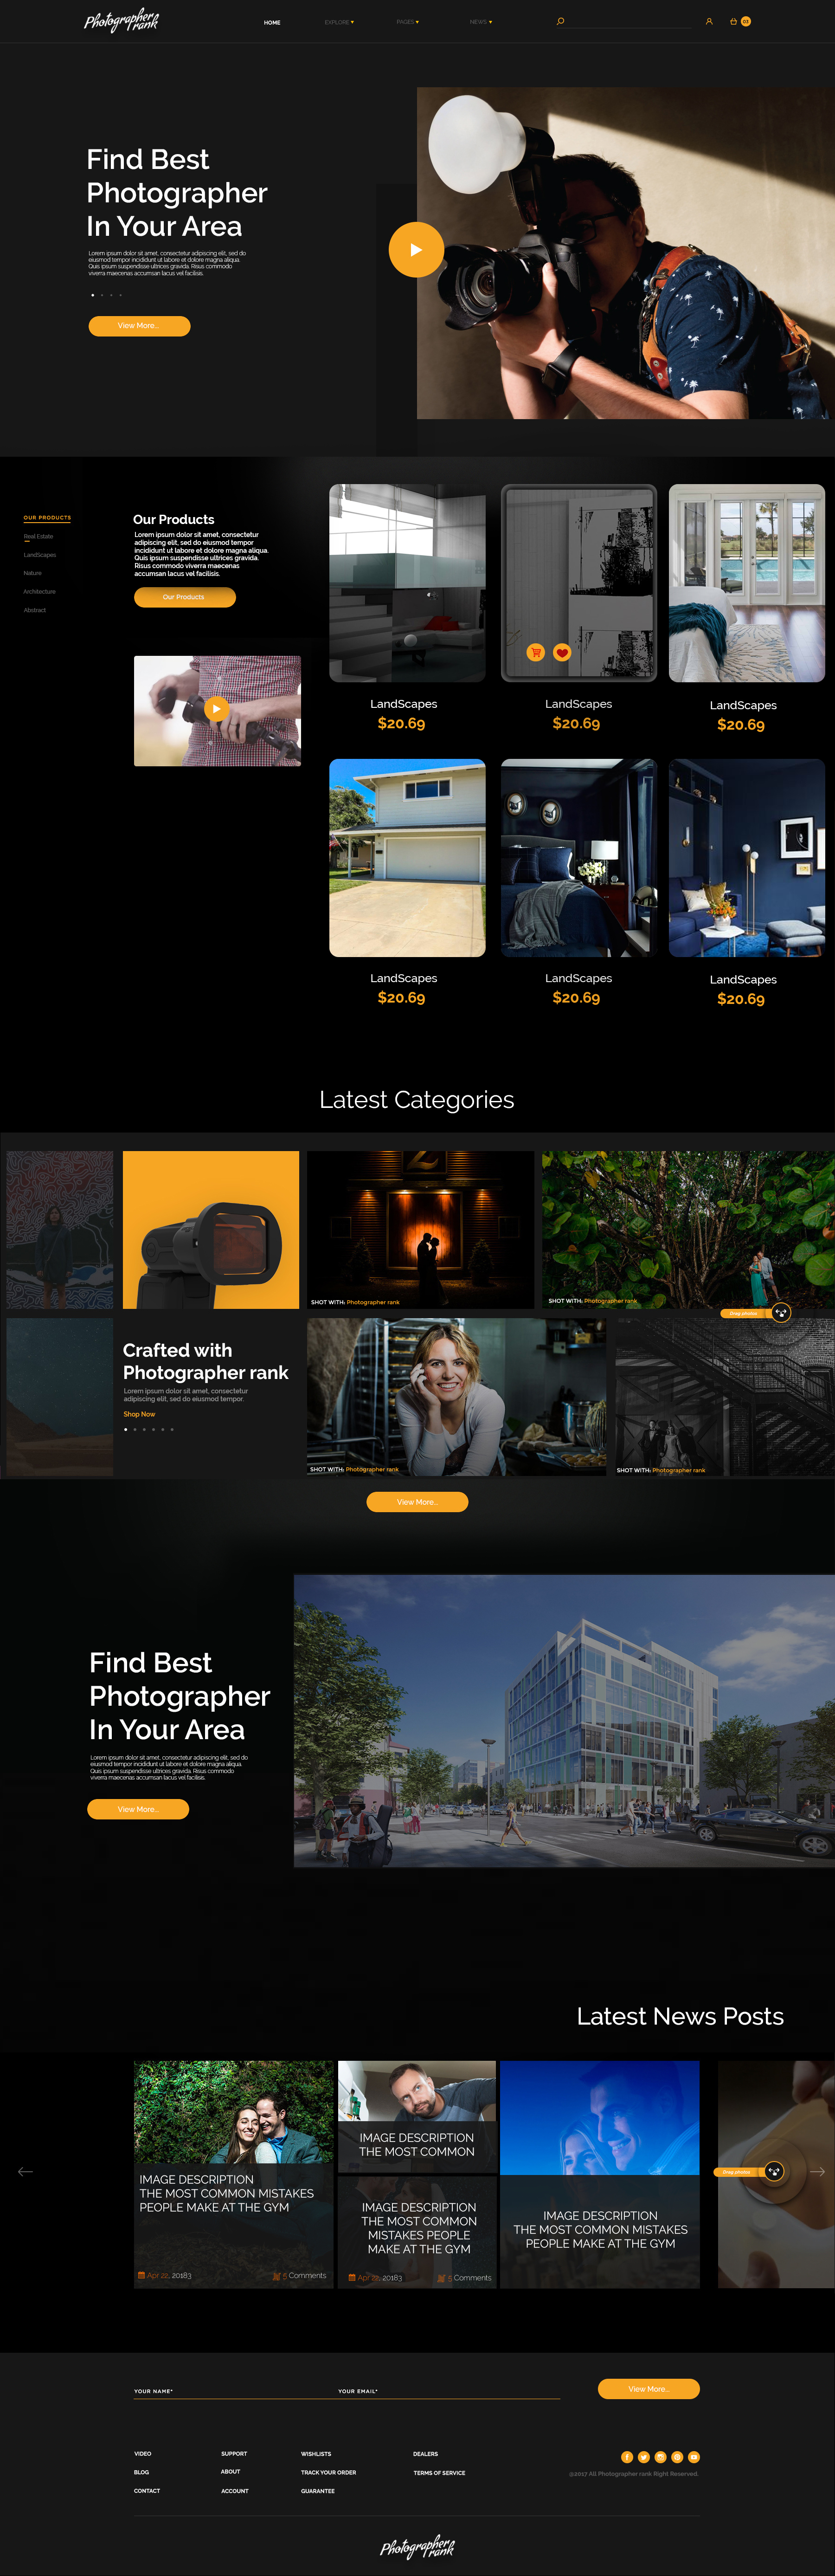 Photographer
rank
HOME
EXPLORE
PAGES
NEWS
03
Find Best
Photographer
In Your Area
Lorem ipsum dolor sit amet, consectetur adipiscing elit, sed do
eiusmod tempor incididunt ut labore et dolore magna aliqua.
Quis ipsum suspendisse ultrices gravida. Risus commodo
viverra maecenas accumsan lacus vel facilisis.
View More...
OUR PRODUCTS
Real Estate
LandScapes
Nature
Architecture
Abstract
Our Products
Lorem ipsum dolor sit amet, consectetur
adipiscing elit, sed do eiusmod tempor
incididunt ut labore et dolore magna aliqua.
Quis ipsum suspendisse ultrices gravida.
Risus commodo viverra maecenas
accumsan lacus vel facilisis.
Our Products
LandScapes
$20.69
LandScapes
$20.69
LandScapes
$20.69
LandScapes
$20.69
LandScapes
$20.69
LandScapes
$20.69
Latest Categories
SHOT WITH: Photographer rank
SHOT WITH: Photographer rank
Drag photos
Crafted with
Photographer rank
Lorem ipsum dolor sit amet, consectetur
adipiscing elit, sed do eiusmod tempor.
Shop Now
SHOT WITH: Photographer rank
SHOT WITH: Photographer rank
View More...
Find Best
Photographer
In Your Area
Lorem ipsum dolor sit amet, consectetur adipiscing elit, sed do
eiusmod tempor incididunt ut labore et dolore magna aliqua.
Quis ipsum suspendisse ultrices gravida. Risus commodo
viverra maecenas accumsan lacus vel facilisis.
View More...
Latest News Posts
IMAGE DESCRIPTION
THE MOST COMMON MISTAKES
PEOPLE MAKE AT THE GYM
Apr 22, 20183
5 Comments
IMAGE DESCRIPTION
THE MOST COMMON
IMAGE DESCRIPTION
THE MOST COMMON
MISTAKES PEOPLE
MAKE AT THE GYM
Apr 22, 20183
5 Comments
IMAGE DESCRIPTION
THE MOST COMMON MISTAKES
PEOPLE MAKE AT THE GYM
Drag photos
YOUR NAME*
YOUR EMAIL*
View More...
VIDEO
SUPPORT
WISHLISTS
DEALERS
BLOG
ABOUT
TRACK YOUR ORDER
TERMS OF SERVICE
CONTACT
ACCOUNT
GUARANTEE
@2017 All Photographer rank Right Reserved.
Photographer
rank